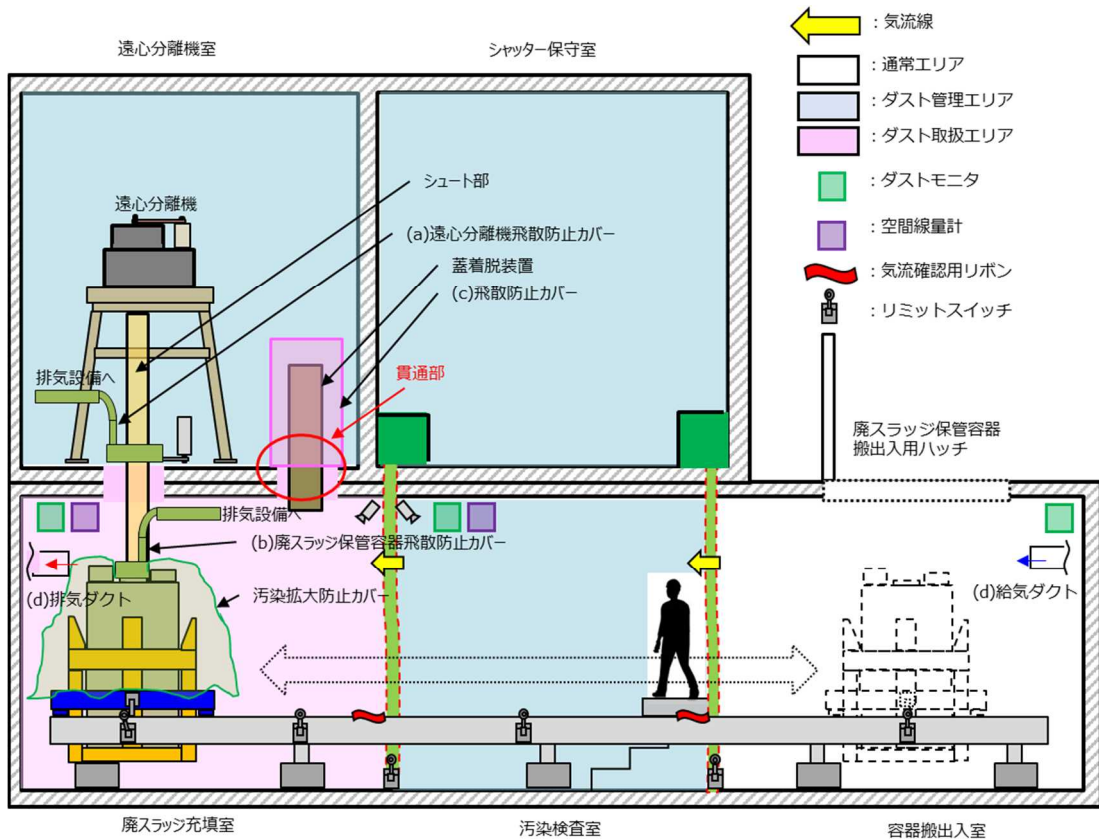 遠心分離機室
シャッター保守室
：気流線
：通常エリア
：ダスト管理エリア
：ダスト取扱エリア
：ダストモニタ
：空間線量計
：気流確認用リボン
：リミットスイッチ
シュート部
遠心分離機
(a)遠心分離機飛散防止カバー
蓋着脱装置
(c)飛散防止カバー
排気設備へ
貫通部
廃スラッジ保管容器
搬出入用ハッチ
排気設備へ
(b)廃スラッジ保管容器飛散防止カバー
(d)排気ダクト
汚染拡大防止カバー
(d)給気ダクト
廃スラッジ充填室
汚染検査室
容器搬出入室